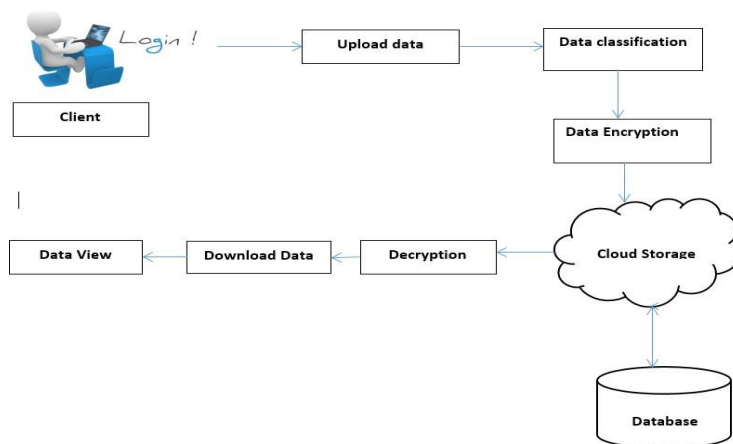 Login !
Upload data
Data classification
Client
Data Encryption
Data View
Download Data
Decryption
Cloud Storage
Database